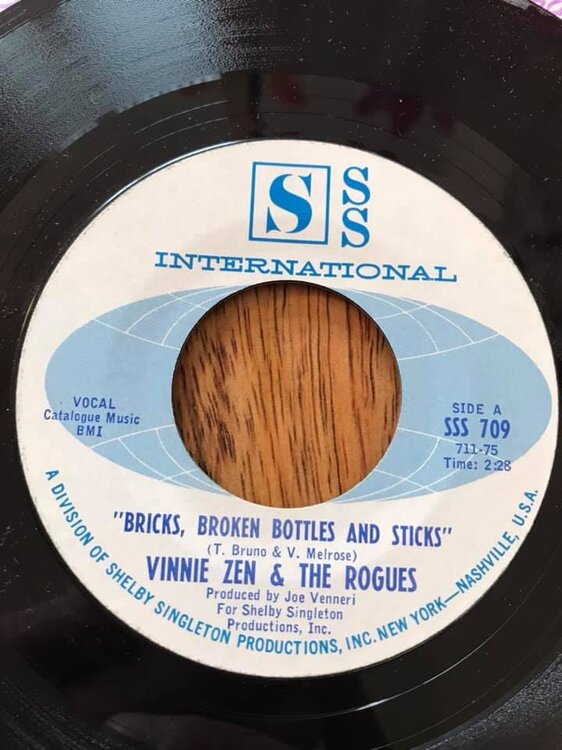 S S
S
INTERNATIONAL
VOCAL
Catalogue Music
BMI
SIDE A
SSS 709
711-75
Time: 2:28
"BRICKS, BROKEN BOTTLES AND STICKS"
(T. Bruno & V. Melrose)
VINNIE ZEN & THE ROGUES
Produced by Joe Venneri
For Shelby Singleton
Productions, Inc.
A DIVISION OF SHELBY SINGLETON PRODUCTIONS, INC. NEW YORK—NASHVILLE, U.S.A.